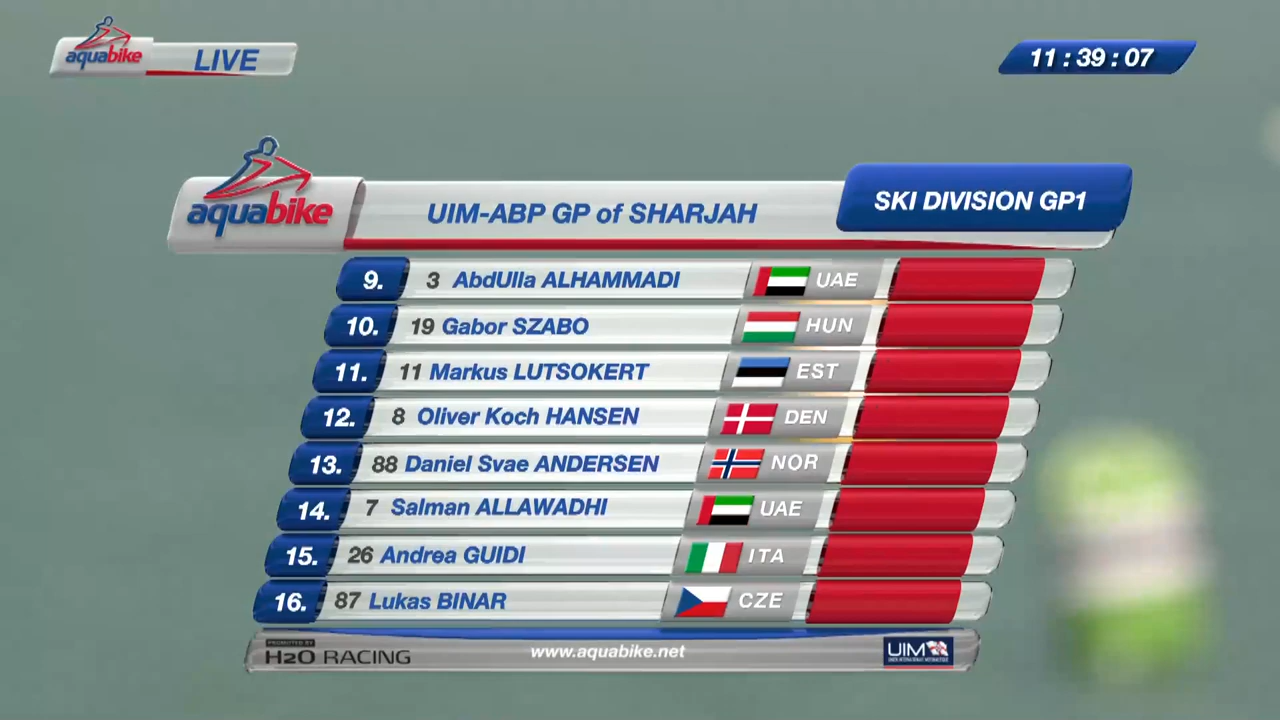 aquabike LIVE
11 : 39 : 07
aquabike
UIM-ABP GP of SHARJAH
SKI DIVISION GP1
9. 3 AbdUlla ALHAMMADI UAE
10. 19 Gabor SZABO HUN
11. 11 Markus LUTSOKERT EST
12. 8 Oliver Koch HANSEN DEN
13. 88 Daniel Svae ANDERSEN NOR
14. 7 Salman ALLAWADHI UAE
15. 26 Andrea GUIDI ITA
16. 87 Lukas BINAR CZE
PROMOTED BY
H2O RACING
www.aquabike.net
UIM